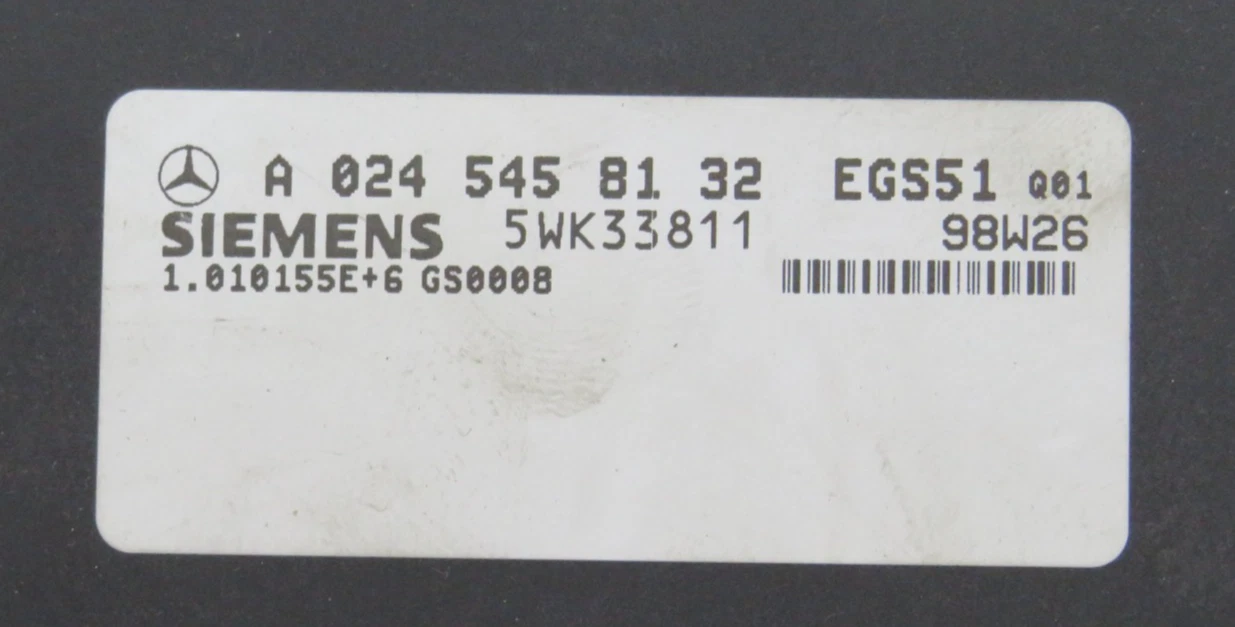 A 024 545 81 32 EGS51 Q01
SIEMENS 5WK33811 98W26
1.010155E+6 GS0008